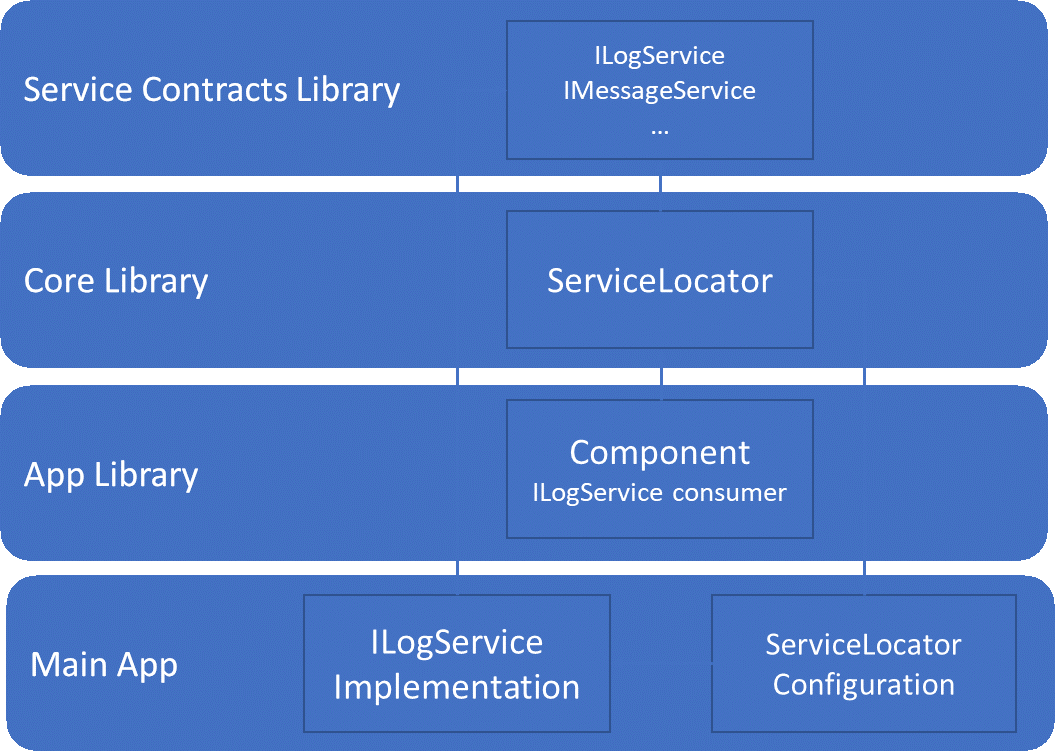 Service Contracts Library
ILogService
IMessageService
...
Core Library
ServiceLocator
App Library
Component
ILogService consumer
Main App
ILogService
Implementation
ServiceLocator
Configuration